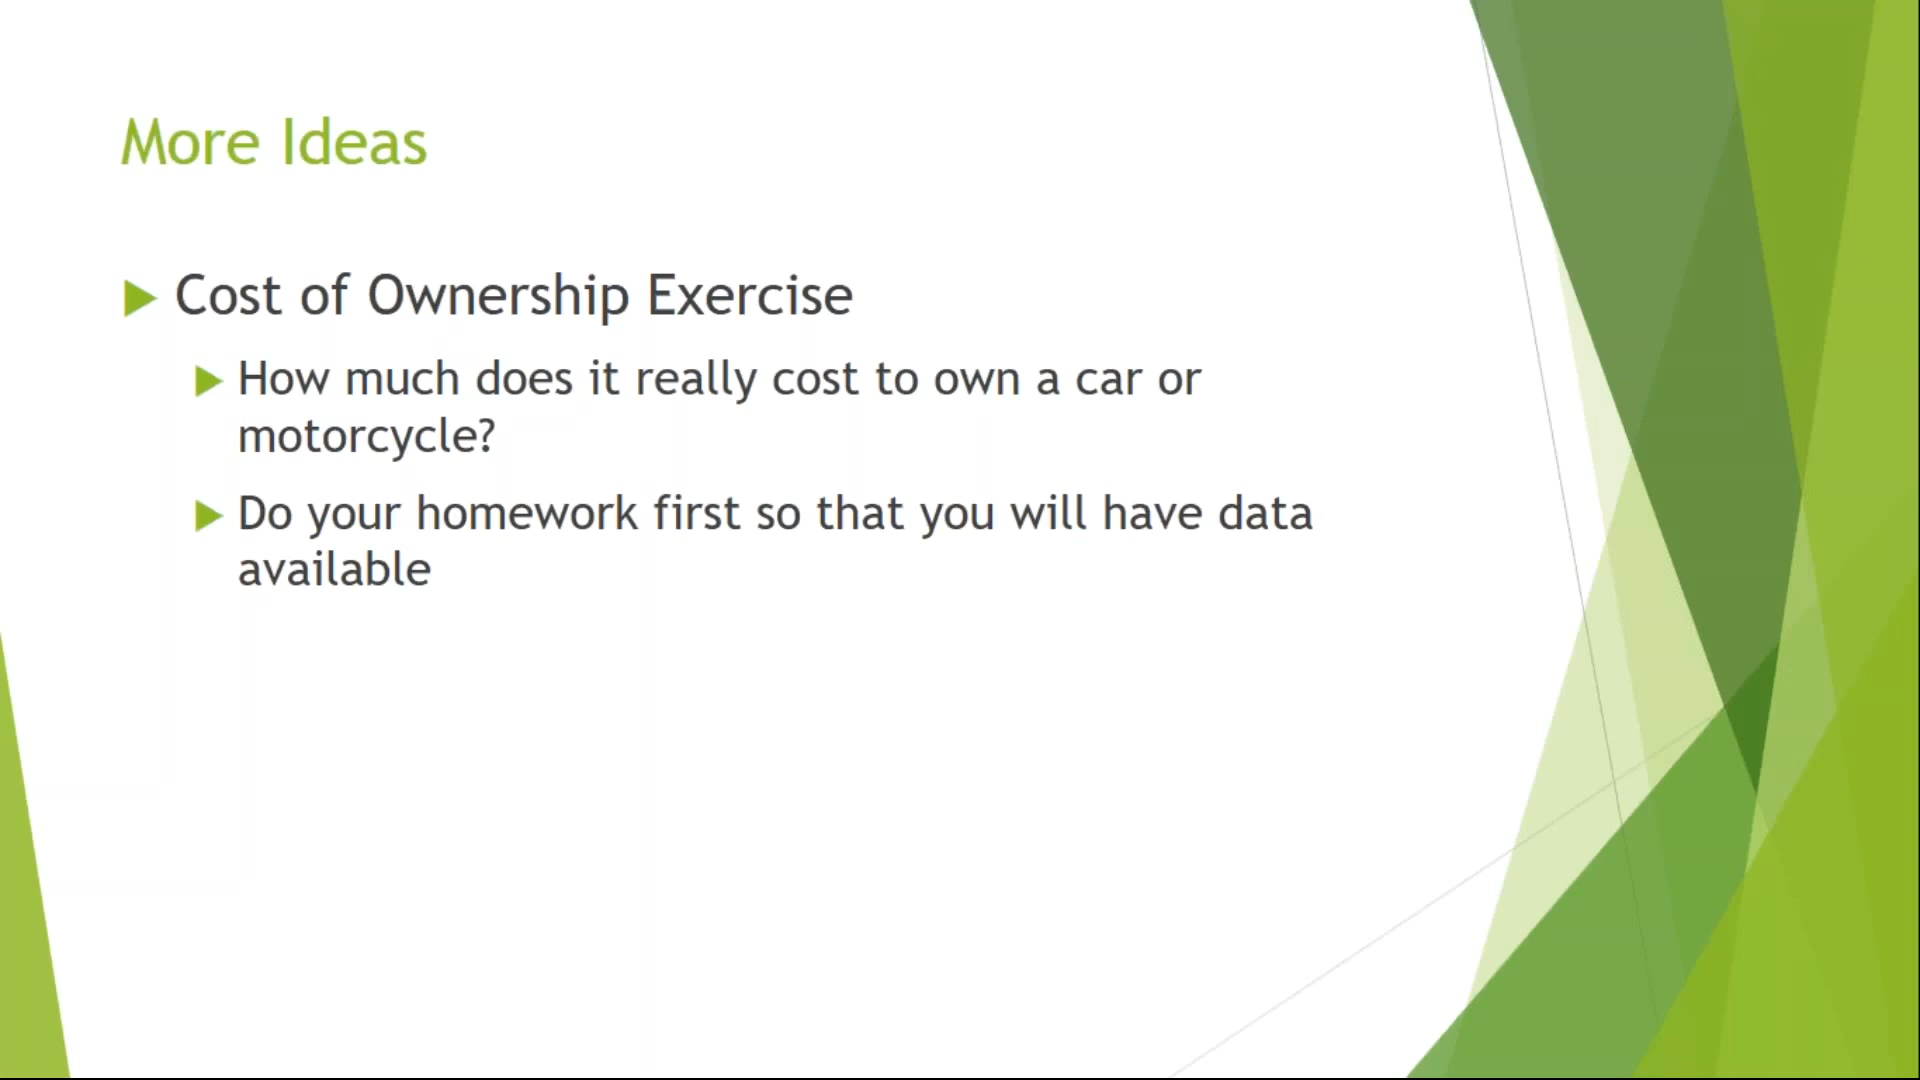 More Ideas
Cost of Ownership Exercise
How much does it really cost to own a car or
motorcycle?
Do your homework first so that you will have data
available